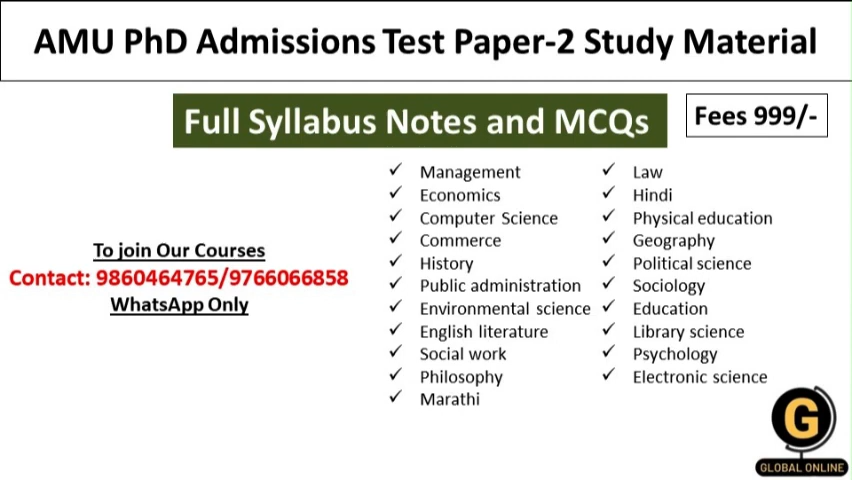 AMU PhD Admissions Test Paper-2 Study Material
Full Syllabus Notes and MCQs
Fees 999/-
To join Our Courses
Contact: 9860464765/9766066858
WhatsApp Only
✓ Management
✓ Economics
✓ Computer Science
✓ Commerce
✓ History
✓ Public administration
✓ Environmental science
✓ English literature
✓ Social work
✓ Philosophy
✓ Marathi
✓ Law
✓ Hindi
✓ Physical education
✓ Geography
✓ Political science
✓ Sociology
✓ Education
✓ Library science
✓ Psychology
✓ Electronic science
G
GLOBAL ONLINE